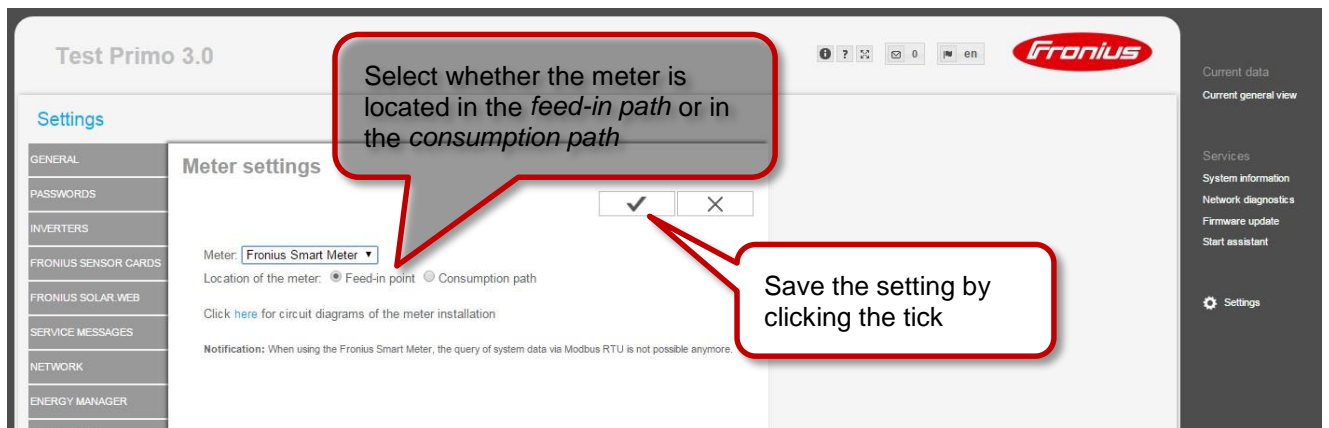 Test Primo 3.0
0
en
Fronius
Select whether the meter is
located in the feed-in path or in
the consumption path
Current data
Current general view
Settings
GENERAL
PASSWORDS
INVERTERS
FRONIUS SENSOR CARDS
FRONIUS SOLAR.WEB
SERVICE MESSAGES
NETWORK
ENERGY MANAGER
Meter settings
Meter: Fronius Smart Meter
Location of the meter: Feed-in point Consumption path
Click here for circuit diagrams of the meter installation
Notification: When using the Fronius Smart Meter, the query of system data via Modbus RTU is not possible anymore.
Save the setting by
clicking the tick
Services
System information
Network diagnostics
Firmware update
Start assistant
Settings